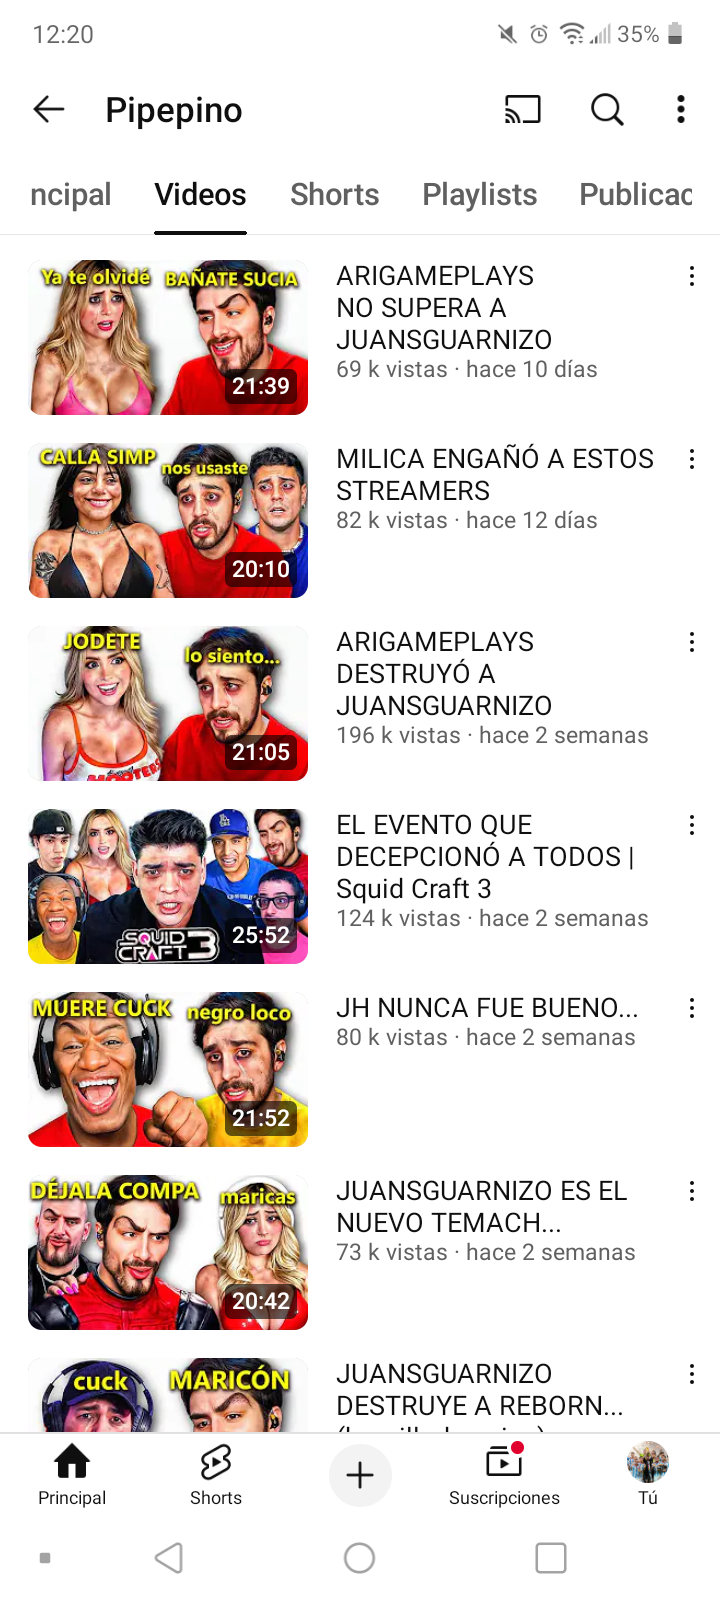 12:20
35%
Pipepino
ncipal
Videos
Shorts
Playlists
Publicac
Ya te olvidé
BAÑATE SUCIA
21:39
ARIGAMEPLAYS
NO SUPERA A
JUANSGUARNIZO
69 k vistas · hace 10 días
CALLA SIMP
nos usaste
20:10
MILICA ENGAÑÓ A ESTOS
STREAMERS
82 k vistas · hace 12 días
JODETE
lo siento...
HOOTERS
21:05
ARIGAMEPLAYS
DESTRUYÓ A
JUANSGUARNIZO
196 k vistas · hace 2 semanas
SQUID
CRAFT 3
25:52
EL EVENTO QUE
DECEPCIONÓ A TODOS |
Squid Craft 3
124 k vistas · hace 2 semanas
MUERE CUCK
negro loco
21:52
JH NUNCA FUE BUENO...
80 k vistas · hace 2 semanas
DÉJALA COMPA
maricas
20:42
JUANSGUARNIZO ES EL
NUEVO TEMACH...
73 k vistas · hace 2 semanas
cuck
MARICÓN
JUANSGUARNIZO
DESTRUYE A REBORN...
Principal
Shorts
Suscripciones
Tú